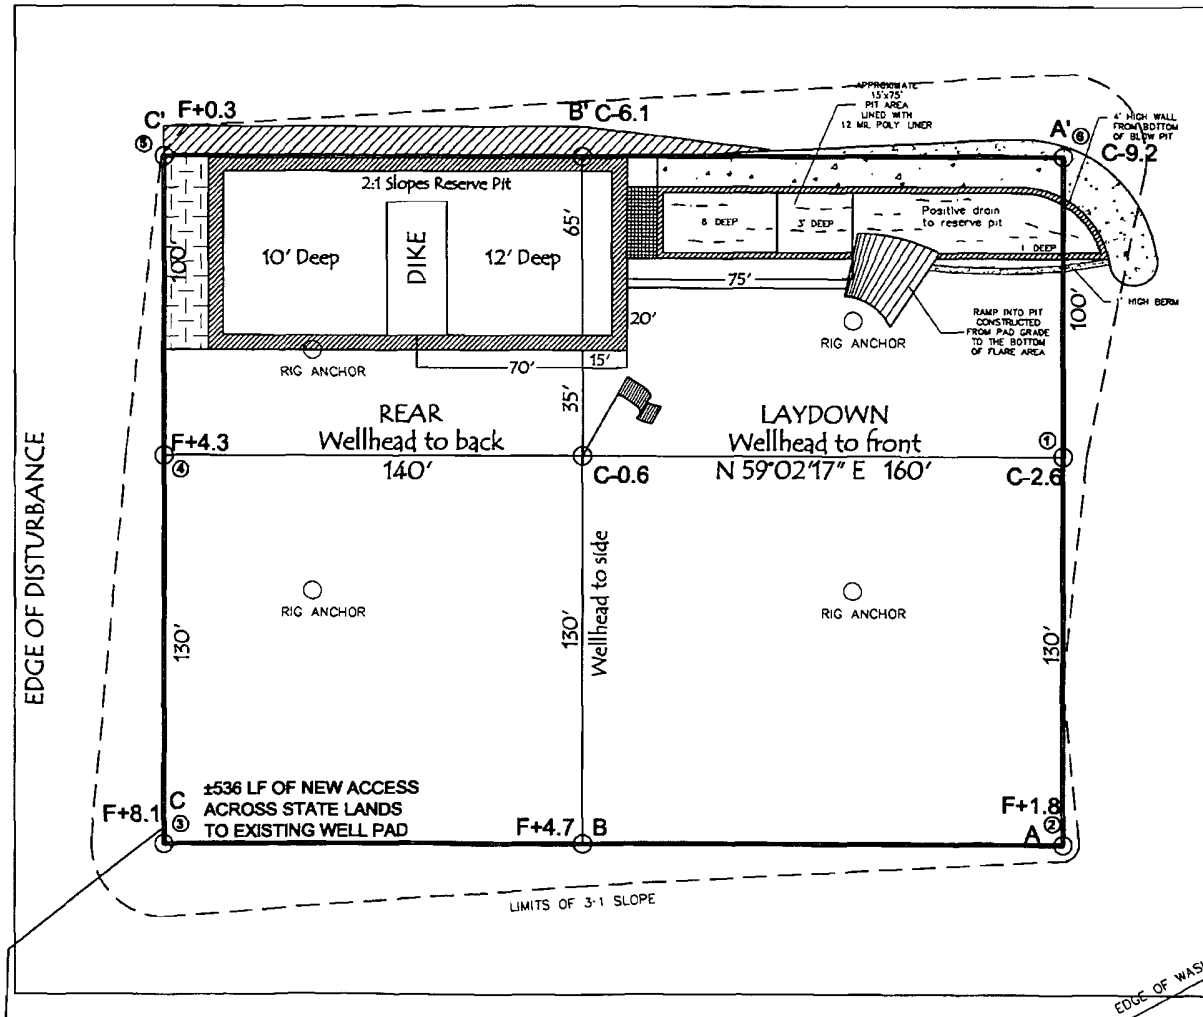 C'
F+0.3
B' C-6.1
APPROXIMATE
15'x75'
PIT AREA
LINED WITH
12 MIL POLY LINER
4' HIGH WALL
FROM BOTTOM
OF BLOW PIT
A' 6
C-9.2
5
2:1 Slopes Reserve Pit
100'
10' Deep
DIKE
12' Deep
65'
8 DEEP
3' DEEP
Positive drain
to reserve pit
1 DEEP
75'
HIGH BERM
100'
20'
RIG ANCHOR
RAMP INTO PIT
CONSTRUCTED
FROM PAD GRADE
TO THE BOTTOM
OF FLARE AREA
RIG ANCHOR
70'
15'
35'
REAR
Wellhead to back
140'
LAYDOWN
Wellhead to front
N 59°02'17" E 160'
F+4.3
4
C-0.6
1
C-2.6
EDGE OF DISTURBANCE
RIG ANCHOR
RIG ANCHOR
130'
130'
Wellhead to side
130'
C
3
F+8.1
±536 LF OF NEW ACCESS
ACROSS STATE LANDS
TO EXISTING WELL PAD
F+4.7 B
F+1.8
A 2
LIMITS OF 3-1 SLOPE
EDGE OF WAS